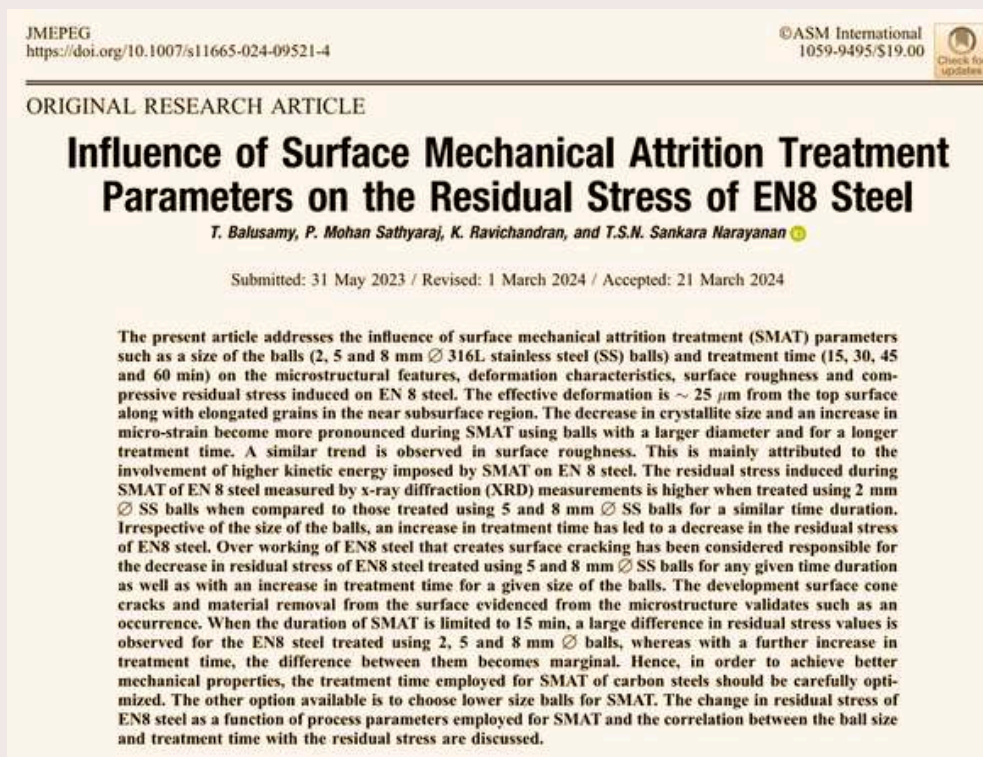 JMEPEG
https://doi.org/10.1007/s11665-024-09521-4
©ASM International
1059-9495/$19.00
Check for
updates
ORIGINAL RESEARCH ARTICLE
Influence of Surface Mechanical Attrition Treatment
Parameters on the Residual Stress of EN8 Steel
T. Balusamy, P. Mohan Sathyaraj, K. Ravichandran, and T.S.N. Sankara Narayanan
Submitted: 31 May 2023 / Revised: 1 March 2024 / Accepted: 21 March 2024
The present article addresses the influence of surface mechanical attrition treatment (SMAT) parameters
such as a size of the balls (2, 5 and 8 mm ∅ 316L stainless steel (SS) balls) and treatment time (15, 30, 45
and 60 min) on the microstructural features, deformation characteristics, surface roughness and com-
pressive residual stress induced on EN 8 steel. The effective deformation is ~ 25 μm from the top surface
along with elongated grains in the near subsurface region. The decrease in crystallite size and an increase in
micro-strain become more pronounced during SMAT using balls with a larger diameter and for a longer
treatment time. A similar trend is observed in surface roughness. This is mainly attributed to the
involvement of higher kinetic energy imposed by SMAT on EN 8 steel. The residual stress induced during
SMAT of EN 8 steel measured by x-ray diffraction (XRD) measurements is higher when treated using 2 mm
∅ SS balls when compared to those treated using 5 and 8 mm ∅ SS balls for a similar time duration.
Irrespective of the size of the balls, an increase in treatment time has led to a decrease in the residual stress
of EN8 steel. Over working of EN8 steel that creates surface cracking has been considered responsible for
the decrease in residual stress of EN8 steel treated using 5 and 8 mm ∅ SS balls for any given time duration
as well as with an increase in treatment time for a given size of the balls. The development surface cone
cracks and material removal from the surface evidenced from the microstructure validates such as an
occurrence. When the duration of SMAT is limited to 15 min, a large difference in residual stress values is
observed for the EN8 steel treated using 2, 5 and 8 mm ∅ balls, whereas with a further increase in
treatment time, the difference between them becomes marginal. Hence, in order to achieve better
mechanical properties, the treatment time employed for SMAT of carbon steels should be carefully opti-
mized. The other option available is to choose lower size balls for SMAT. The change in residual stress of
EN8 steel as a function of process parameters employed for SMAT and the correlation between the ball size
and treatment time with the residual stress are discussed.